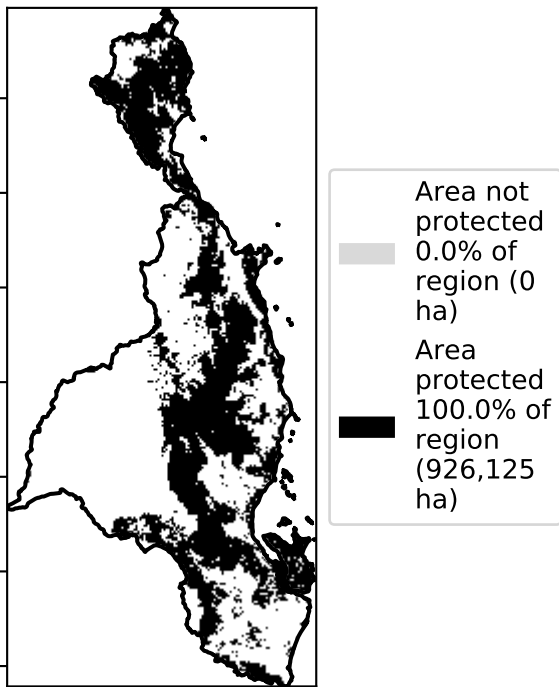 Area not
protected
0.0% of
region (0
ha)
Area
protected
100.0% of
region
(926,125
ha)